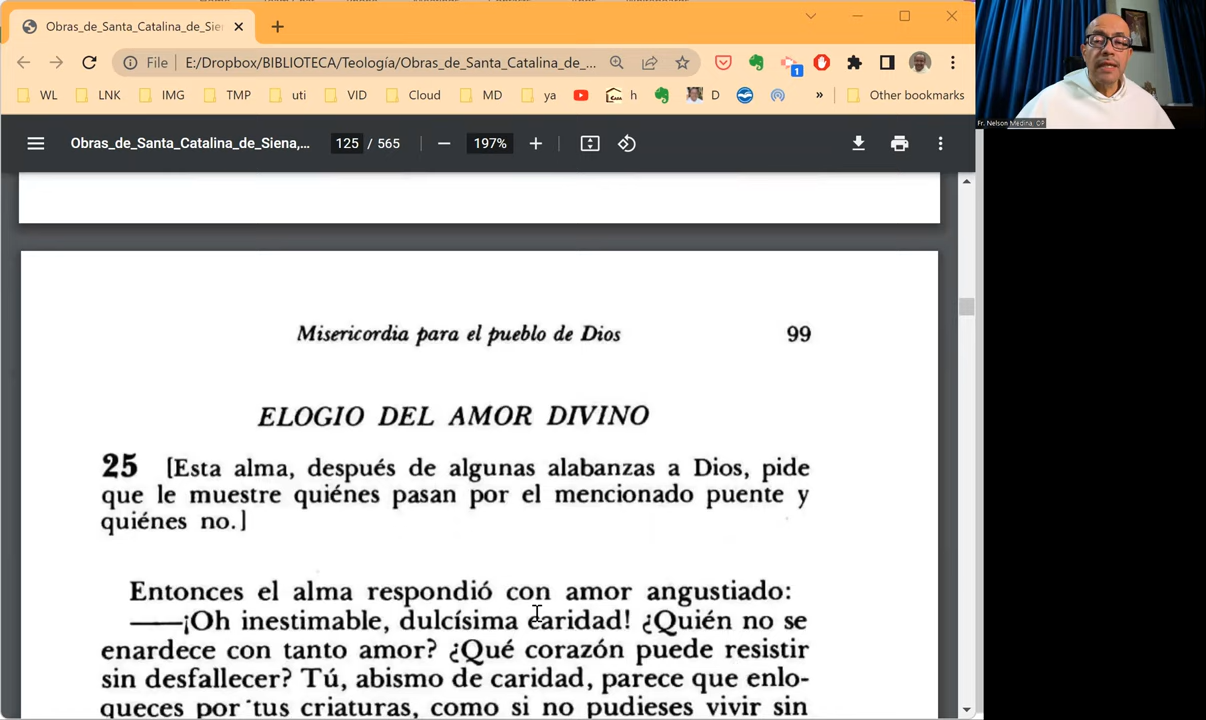 Obras_de_Santa_Catalina_de_Sie
File E:/Dropbox/BIBLIOTECA/Teología/Obras_de_Santa_Catalina_de_...
WL LNK IMG TMP uti VID Cloud MD ya h D » Other bookmarks
1
Obras_de_Santa_Catalina_de_Siena,... 125 / 565 197%
Fr. Nelson Medina, OP
Misericordia para el pueblo de Dios 99
ELOGIO DEL AMOR DIVINO
25 [Esta alma, después de algunas alabanzas a Dios, pide
que le muestre quiénes pasan por el mencionado puente y
quiénes no.]
Entonces el alma respondió con amor angustiado:
—¡Oh inestimable, dulcísima caridad! ¿Quién no se
enardece con tanto amor? ¿Qué corazón puede resistir
sin desfallecer? Tú, abismo de caridad, parece que enlo-
queces por tus criaturas, como si no pudieses vivir sin